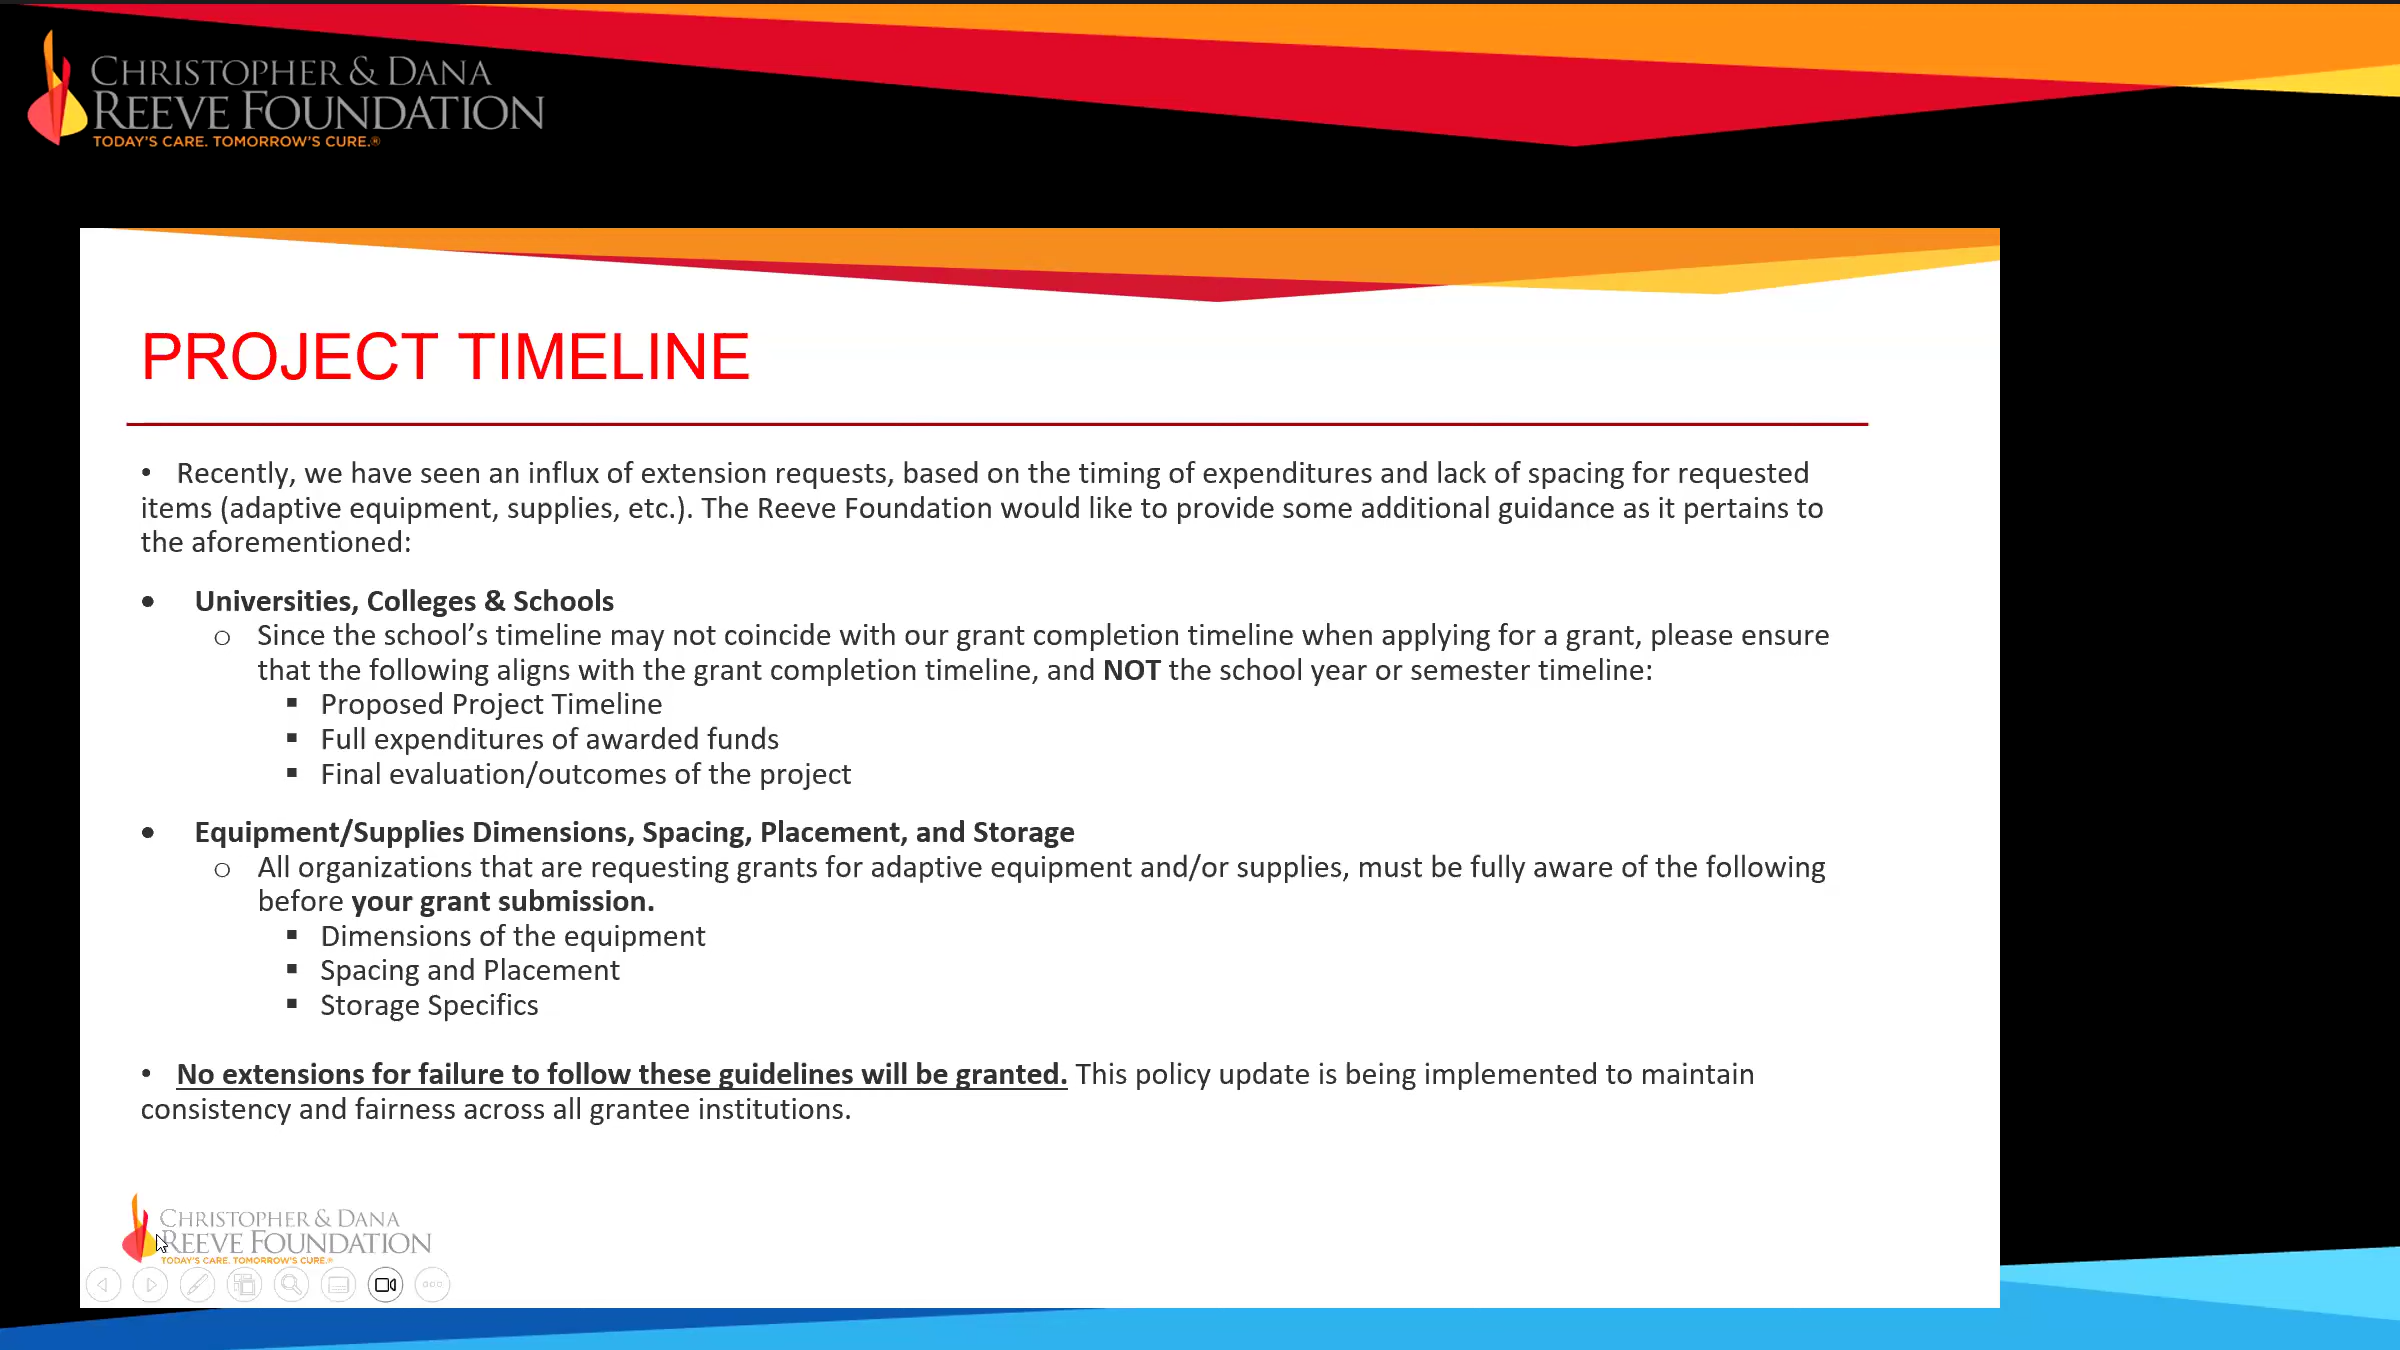 CHRISTOPHER & DANA
REEVE FOUNDATION
TODAY'S CARE. TOMORROW'S CURE.®
PROJECT TIMELINE
• Recently, we have seen an influx of extension requests, based on the timing of expenditures and lack of spacing for requested
items (adaptive equipment, supplies, etc.). The Reeve Foundation would like to provide some additional guidance as it pertains to
the aforementioned:
• Universities, Colleges & Schools
o Since the school’s timeline may not coincide with our grant completion timeline when applying for a grant, please ensure
that the following aligns with the grant completion timeline, and NOT the school year or semester timeline:
▪ Proposed Project Timeline
▪ Full expenditures of awarded funds
▪ Final evaluation/outcomes of the project
• Equipment/Supplies Dimensions, Spacing, Placement, and Storage
o All organizations that are requesting grants for adaptive equipment and/or supplies, must be fully aware of the following
before your grant submission.
▪ Dimensions of the equipment
▪ Spacing and Placement
▪ Storage Specifics
• No extensions for failure to follow these guidelines will be granted. This policy update is being implemented to maintain
consistency and fairness across all grantee institutions.
CHRISTOPHER & DANA
REEVE FOUNDATION
TODAY'S CARE. TOMORROW'S CURE.®